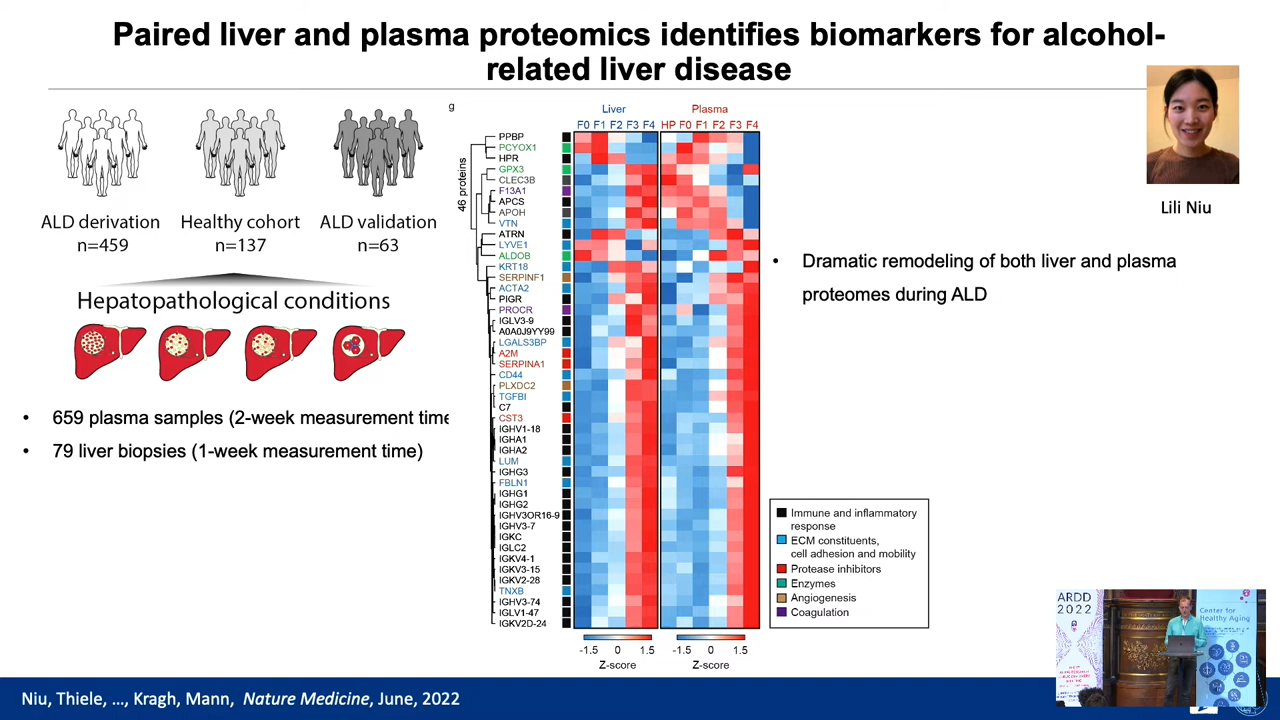 Paired liver and plasma proteomics identifies biomarkers for alcohol-
related liver disease
ALD derivation
n=459
Healthy cohort
n=137
ALD validation
n=63
Hepatopathological conditions
• 659 plasma samples (2-week measurement time
• 79 liver biopsies (1-week measurement time)
g
Liver
Plasma
F0 F1 F2 F3 F4
HP F0 F1 F2 F3 F4
46 proteins
PPBP
PCYOX1
HPR
GPX3
CLEC3B
F13A1
APCS
APOH
VTN
ATRN
LYVE1
ALDOB
KRT18
SERPINF1
ACTA2
PIGR
PROCR
IGLV3-9
A0A0J9YY99
LGALS3BP
A2M
SERPINA1
CD44
PLXDC2
TGFBI
C7
CST3
IGHV1-18
IGHA1
IGHA2
LUM
IGHG3
FBLN1
IGHG1
IGHG2
IGHV3OR16-9
IGHV3-7
IGKC
IGLC2
IGKV4-1
IGKV3-15
IGKV2-28
TNXB
IGHV3-74
IGLV1-47
IGKV2D-24
-1.5 0 1.5
Z-score
-1.5 0 1.5
Z-score
Lili Niu
• Dramatic remodeling of both liver and plasma
proteomes during ALD
Immune and inflammatory
response
ECM constituents,
cell adhesion and mobility
Protease inhibitors
Enzymes
Angiogenesis
Coagulation
ARDD
2022
Center for
Healthy Aging
Niu, Thiele, ..., Kragh, Mann, Nature Medicine, June, 2022